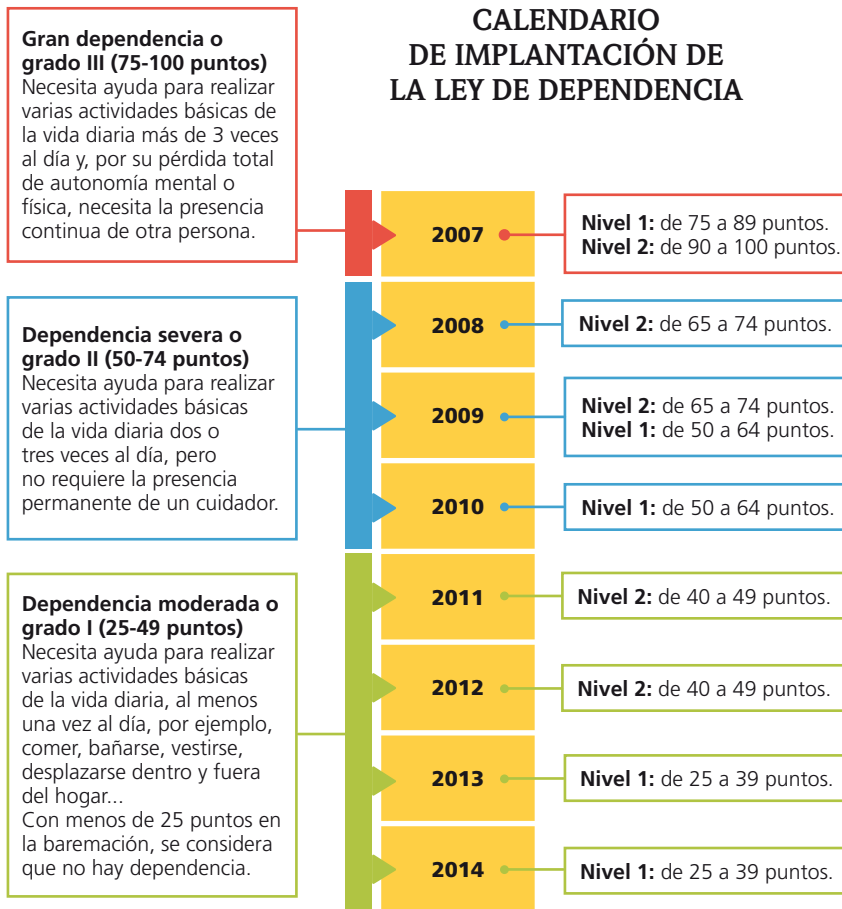 CALENDARIO
DE IMPLANTACIÓN DE
LA LEY DE DEPENDENCIA
Gran dependencia o
grado III (75-100 puntos)
Necesita ayuda para realizar
varias actividades básicas de
la vida diaria más de 3 veces
al día y, por su pérdida total
de autonomía mental o
física, necesita la presencia
continua de otra persona.
2007
Nivel 1: de 75 a 89 puntos.
Nivel 2: de 90 a 100 puntos.
Dependencia severa o
grado II (50-74 puntos)
Necesita ayuda para realizar
varias actividades básicas
de la vida diaria dos o
tres veces al día, pero
no requiere la presencia
permanente de un cuidador.
2008
Nivel 2: de 65 a 74 puntos.
2009
Nivel 2: de 65 a 74 puntos.
Nivel 1: de 50 a 64 puntos.
2010
Nivel 1: de 50 a 64 puntos.
Dependencia moderada o
grado I (25-49 puntos)
Necesita ayuda para realizar
varias actividades básicas
de la vida diaria, al menos
una vez al día, por ejemplo,
comer, bañarse, vestirse,
desplazarse dentro y fuera
del hogar...
Con menos de 25 puntos en
la baremación, se considera
que no hay dependencia.
2011
Nivel 2: de 40 a 49 puntos.
2012
Nivel 2: de 40 a 49 puntos.
2013
Nivel 1: de 25 a 39 puntos.
2014
Nivel 1: de 25 a 39 puntos.